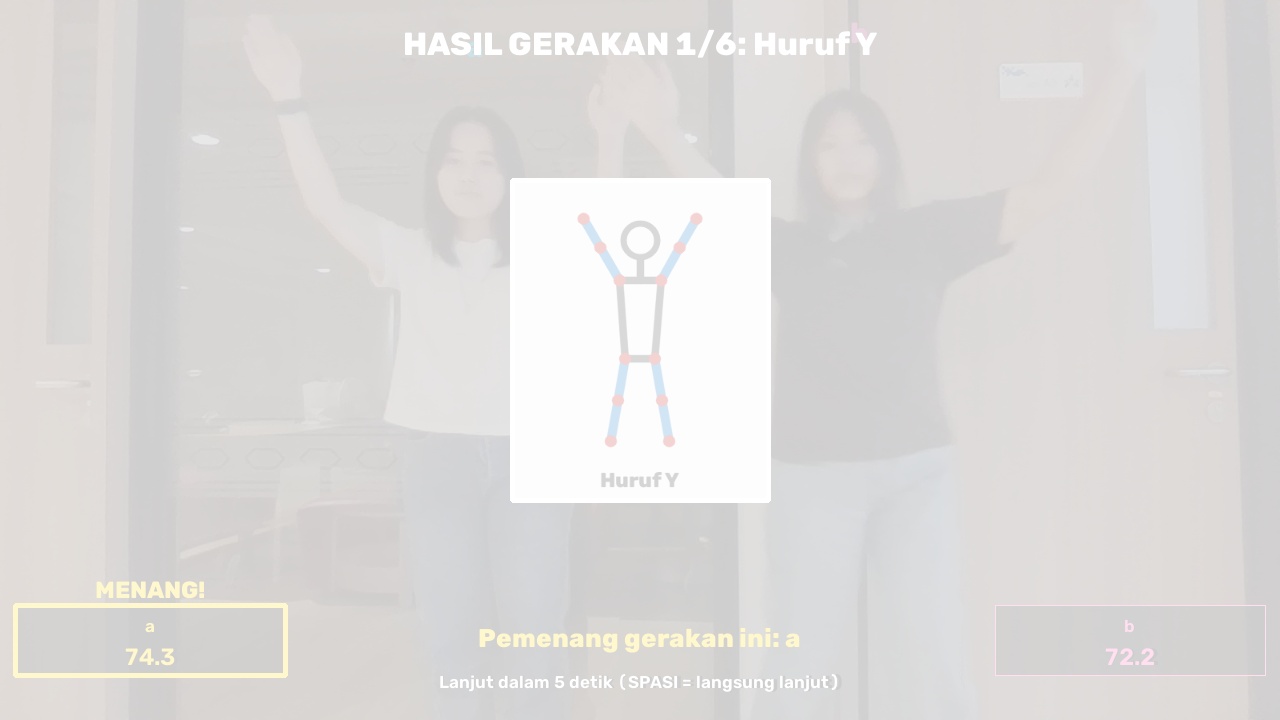 HASIL GERAKAN 1/6: Huruf Y
Huruf Y
MENANG!
a
74.3
Pemenang gerakan ini: a
Lanjut dalam 5 detik (SPASI = langsung lanjut)
b
72.2